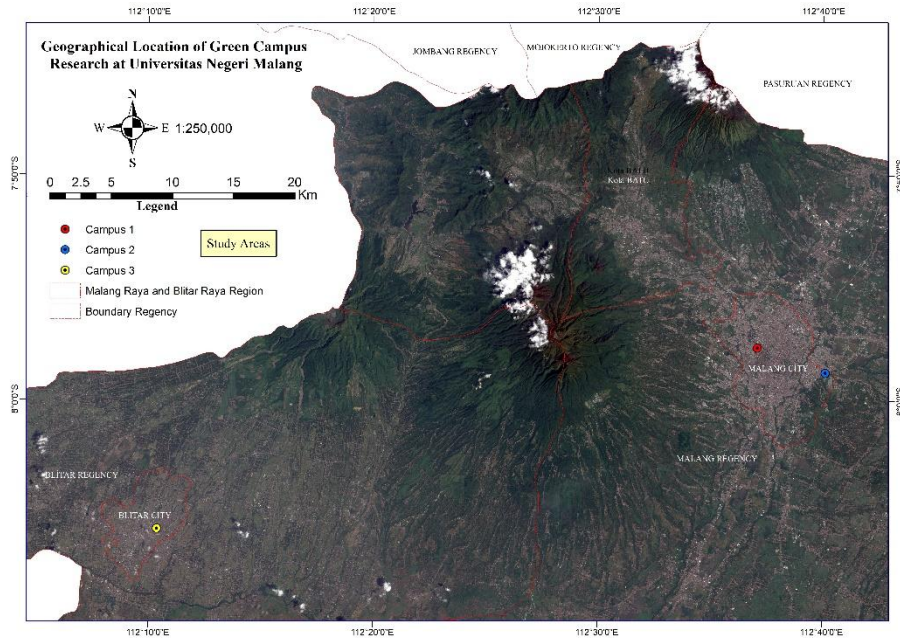 112°10'0"E 112°20'0"E 112°30'0"E 112°40'0"E
Geographical Location of Green Campus
Research at Universitas Negeri Malang
JOMBANG REGENCY
MOJOKERTO REGENCY
PASURUAN REGENCY
N
W E
S
1:250,000
7°50'0"S
0 2.5 5 10 15 20
Km
Legend
Campus 1
Campus 2
Campus 3
Malang Raya and Blitar Raya Region
Boundary Regency
Study Areas
Kota BATU
MALANG CITY
8°0'0"S
MALANG REGENCY
BLITAR REGENCY
BLITAR CITY
112°10'0"E 112°20'0"E 112°30'0"E 112°40'0"E